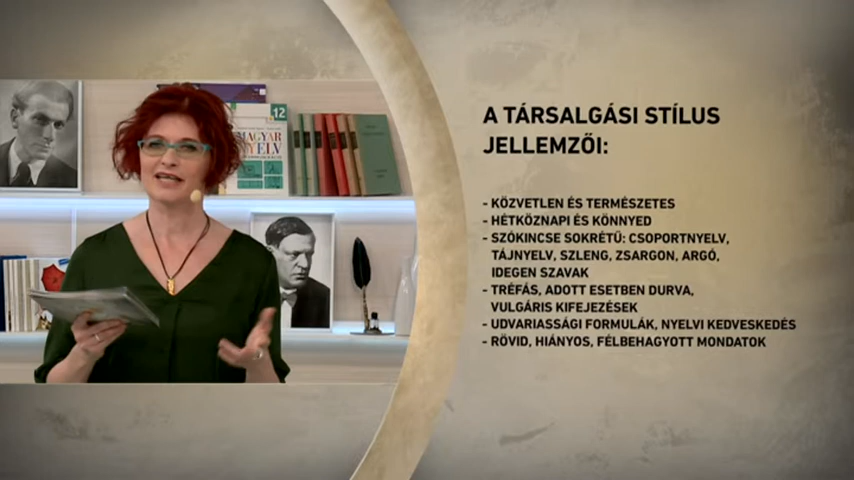 12
MAGYAR
NYELV
A TÁRSALGÁSI STÍLUS
JELLEMZŐI:
- KÖZVETLEN ÉS TERMÉSZETES
- HÉTKÖZNAPI ÉS KÖNNYED
- SZÓKINCSE SOKRÉTŰ: CSOPORTNYELV,
TÁJNYELV, SZLENG, ZSARGON, ARGÓ,
IDEGEN SZAVAK
- TRÉFÁS, ADOTT ESETBEN DURVA,
VULGÁRIS KIFEJEZÉSEK
- UDVARIASSÁGI FORMULÁK, NYELVI KEDVESKEDÉS
- RÖVID, HIÁNYOS, FÉLBEHAGYOTT MONDATOK